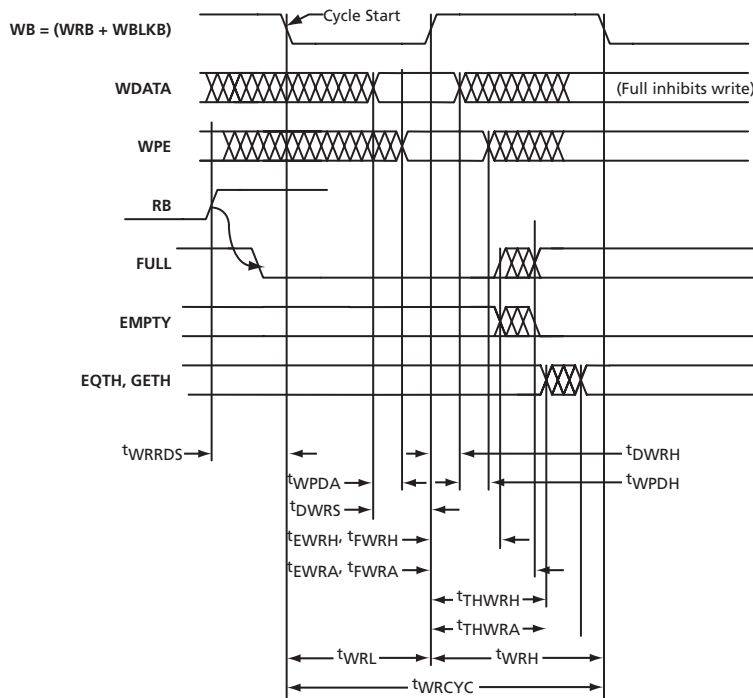 Cycle Start
WB = (WRB + WBLKB)
WDATA
(Full inhibits write)
WPE
RB
FULL
EMPTY
EQTH, GETH
tWRRDS
tDWRH
tWPDA
tWPDH
tDWRS
tEWRH, tFWRH
tEWRA, tFWRA
tTHWRH
tTHWRA
tWRL
tWRH
tWRCYC